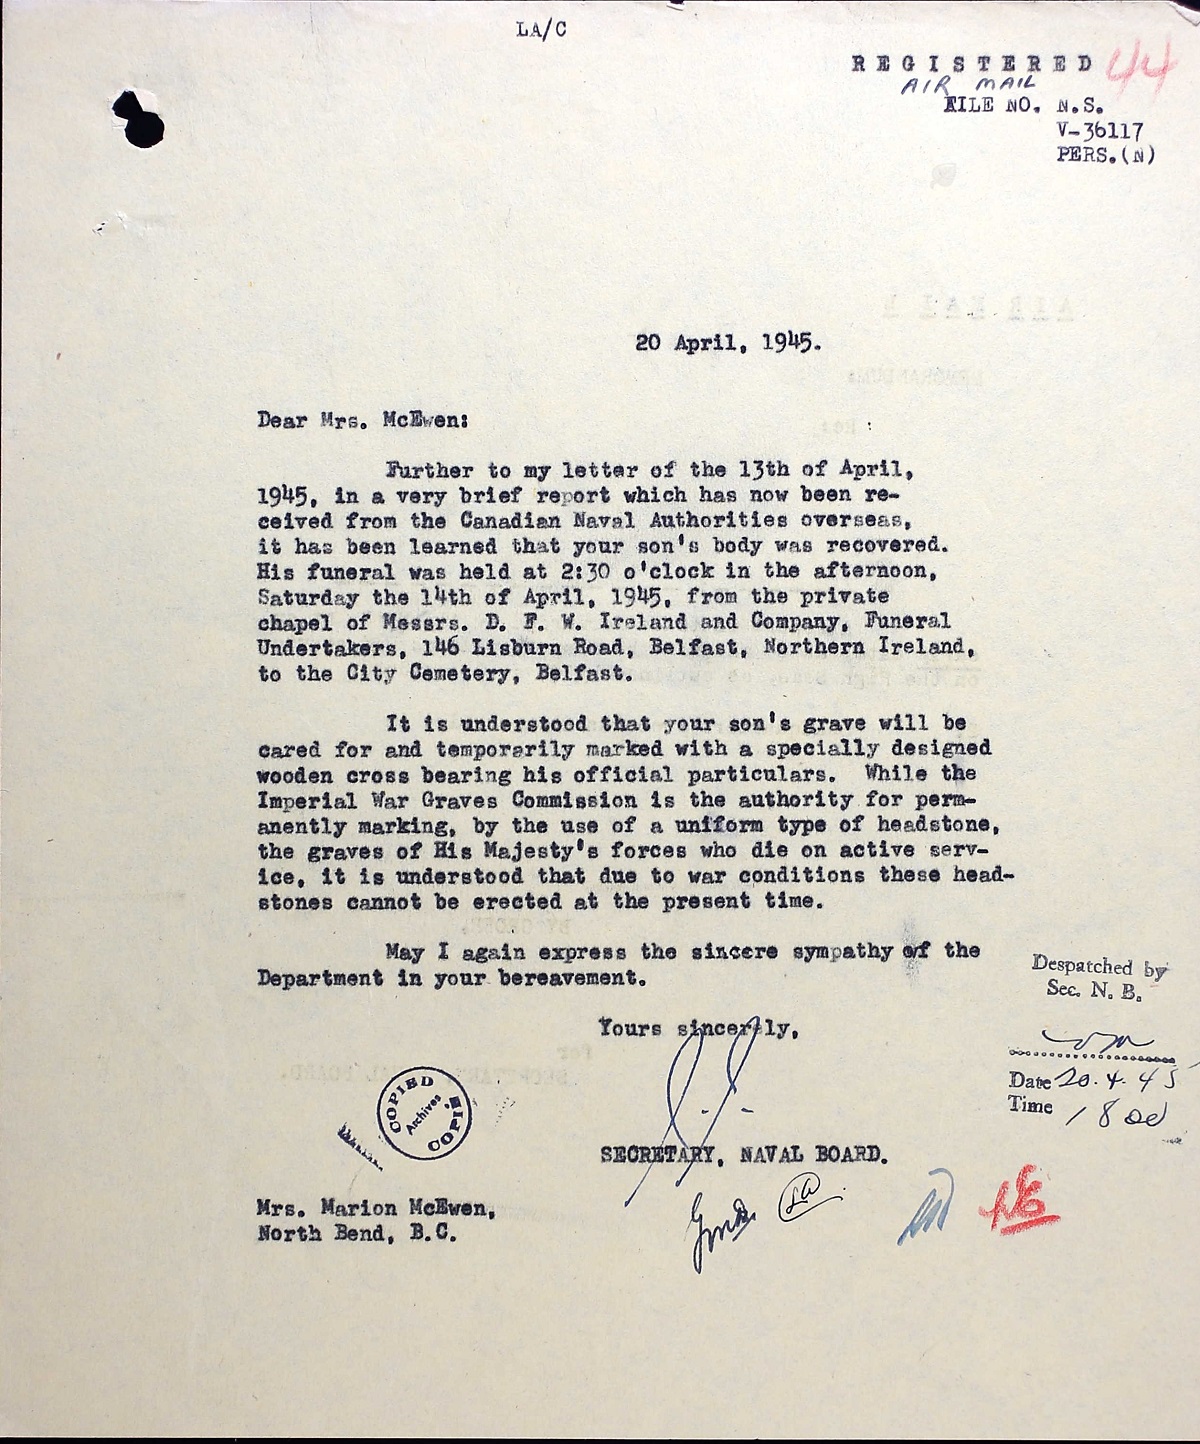 LA/C
REGISTERED 44
AIR MAIL
FILE NO. N.S.
V-36117
PERS.(N)
20 April, 1945.
Dear Mrs. McEwen:
Further to my letter of the 13th of April,
1945, in a very brief report which has now been re-
ceived from the Canadian Naval Authorities overseas,
it has been learned that your son's body was recovered.
His funeral was held at 2:30 o'clock in the afternoon,
Saturday the 14th of April, 1945, from the private
chapel of Messrs. D. F. W. Ireland and Company, Funeral
Undertakers, 146 Lisburn Road, Belfast, Northern Ireland,
to the City Cemetery, Belfast.
It is understood that your son's grave will be
cared for and temporarily marked with a specially designed
wooden cross bearing his official particulars. While the
Imperial War Graves Commission is the authority for perm-
anently marking, by the use of a uniform type of headstone,
the graves of His Majesty's forces who die on active serv-
ice, it is understood that due to war conditions these head-
stones cannot be erected at the present time.
May I again express the sincere sympathy of the
Department in your bereavement.
Despatched by
Sec. N. B.
Yours sincerely,
Date 20.4.45
Time 1800
COPIED
Archives
COPIÉ
SECRETARY, NAVAL BOARD.
Mrs. Marion McEwen,
North Bend, B.C.